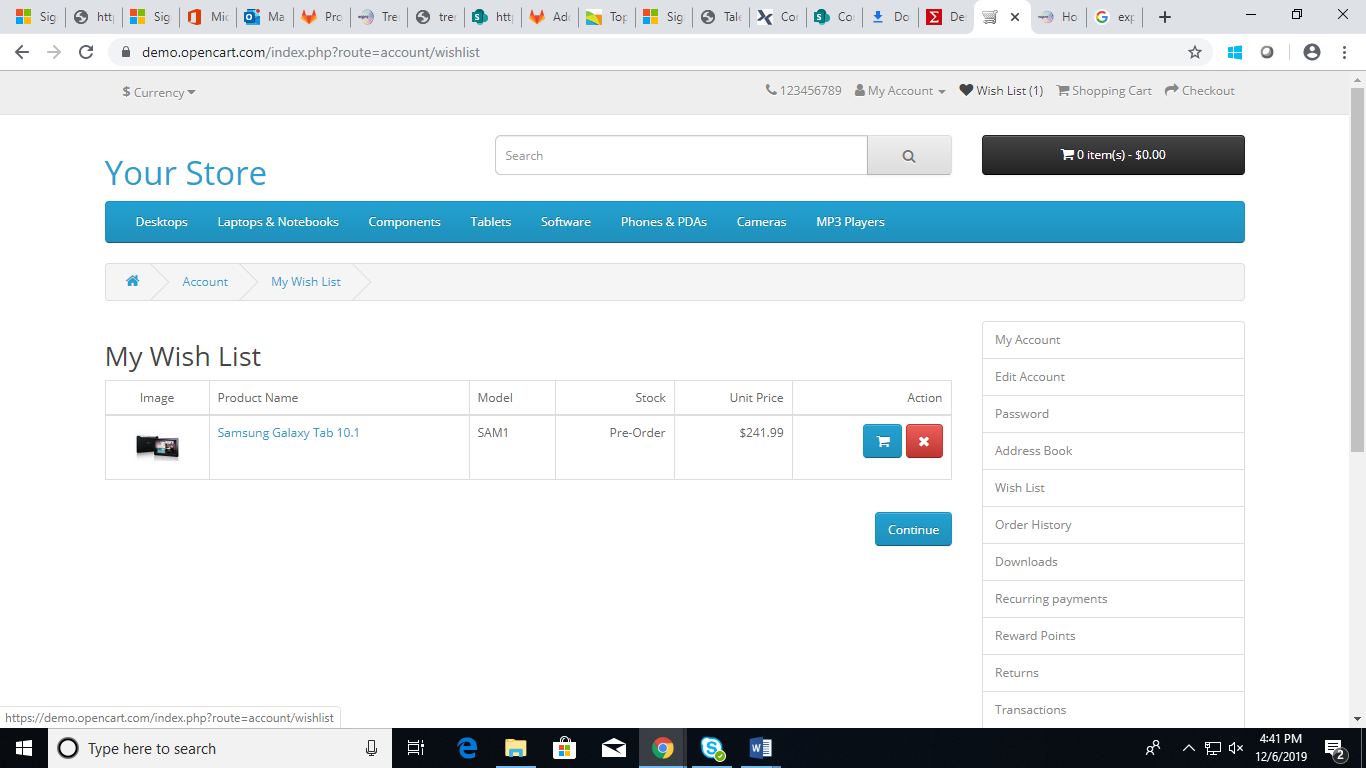 Sig
http
Sig
Mic
Ma
Pro
Tre
tre
http
Add
Top
Sig
Tale
Co
Co
Do
De
Ho
exp
demo.opencart.com/index.php?route=account/wishlist
$ Currency
123456789 My Account Wish List (1) Shopping Cart Checkout
Your Store
Search
0 item(s) - $0.00
Desktops Laptops & Notebooks Components Tablets Software Phones & PDAs Cameras MP3 Players
Account My Wish List
My Wish List
Image Product Name Model Stock Unit Price Action
Samsung Galaxy Tab 10.1 SAM1 Pre-Order $241.99
Continue
My Account
Edit Account
Password
Address Book
Wish List
Order History
Downloads
Recurring payments
Reward Points
Returns
Transactions
https://demo.opencart.com/index.php?route=account/wishlist
Type here to search
4:41 PM
12/6/2019
2